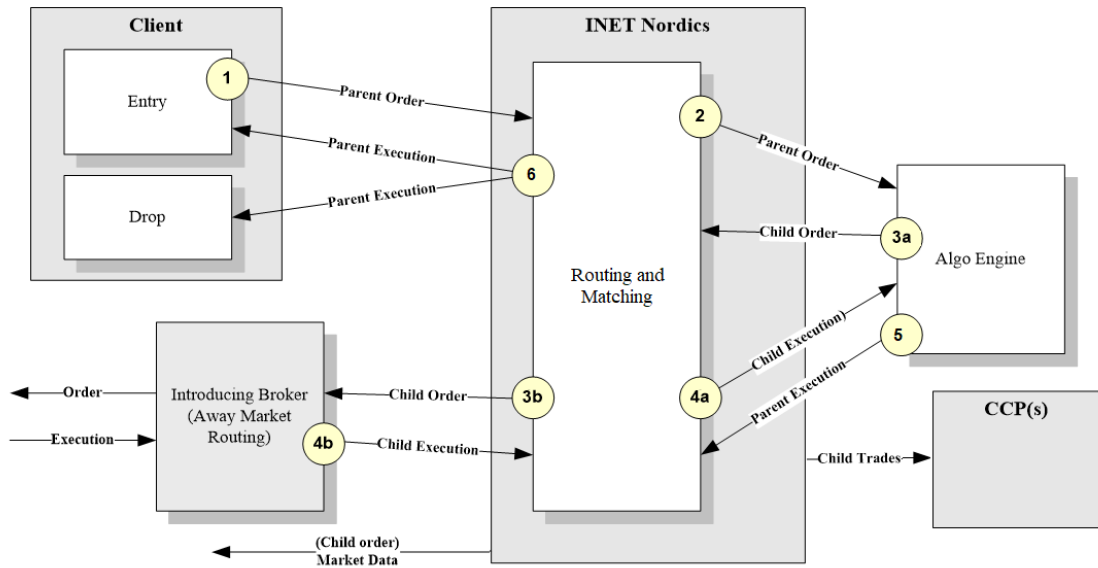 Client
INET Nordics
Entry
1
Parent Order
2
Parent Order
Parent Execution
6
Parent Execution
Drop
Child Order
3a
Algo Engine
Routing and
Matching
Child Execution)
5
Parent Execution
Order
Introducing Broker
(Away Market
Routing)
Child Order
3b
4a
Execution
4b
Child Execution
CCP(s)
Child Trades
(Child order)
Market Data